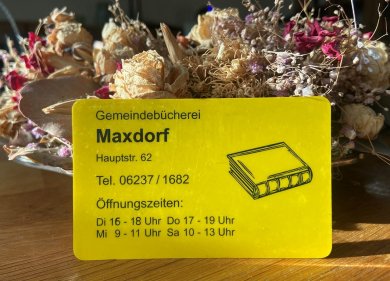 Gemeindebücherei
Maxdorf
Hauptstr. 62
Tel. 06237/1682
Öffnungszeiten:
Di 16 - 18 Uhr Do 17 - 19 Uhr
Mi 9 - 11 Uhr Sa 10 - 13 Uhr